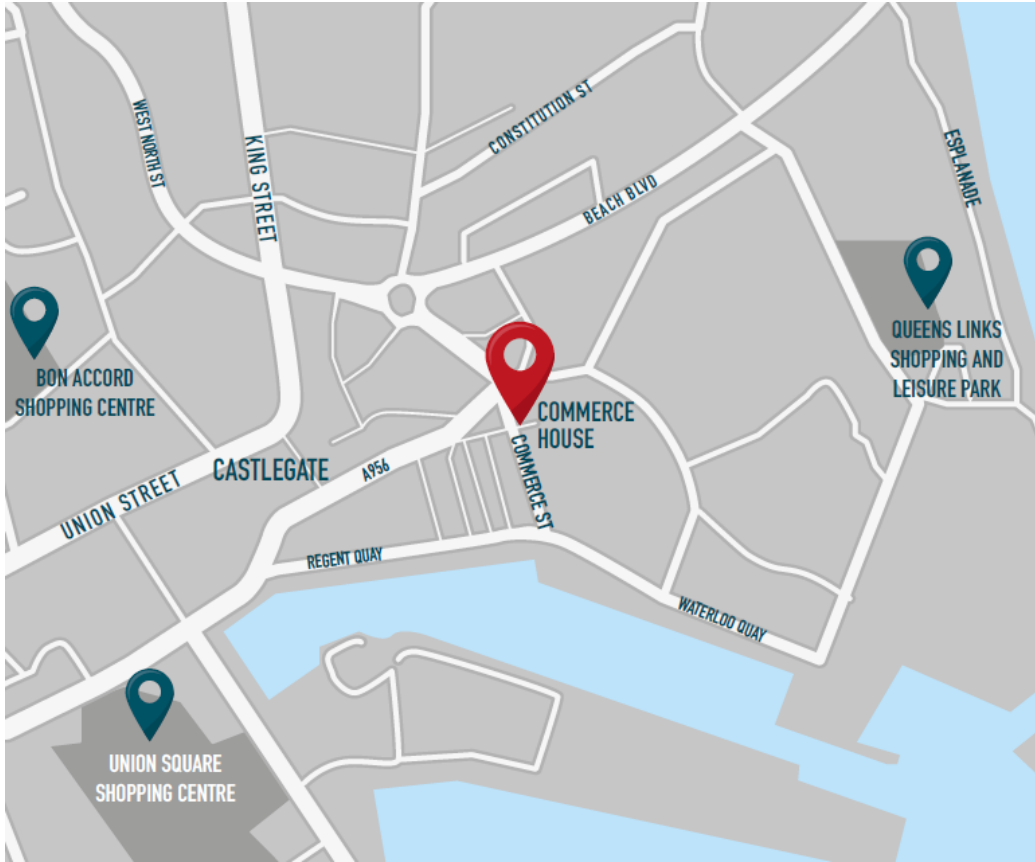 WEST NORTH ST
KING STREET
CONSTITUTION ST
BEACH BLVD
ESPLANADE
BON ACCORD
SHOPPING CENTRE
QUEENS LINKS
SHOPPING AND
LEISURE PARK
COMMERCE
HOUSE
CASTLEGATE
A956
COMMERCE ST
UNION STREET
REGENT QUAY
WATERLOO QUAY
UNION SQUARE
SHOPPING CENTRE